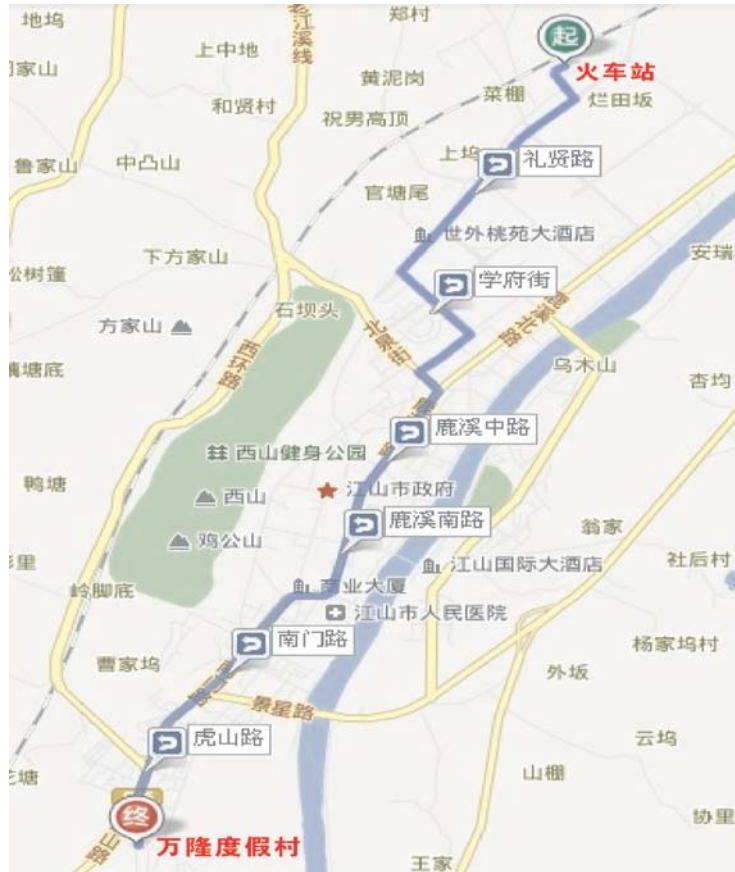 地坞
郑村
老江溪线
起
火车站
上中地
黄泥岗
菜棚
烂田坂
和贤村
祝男高顶
鲁家山
中凸山
上坞
礼贤路
官塘尾
世外桃苑大酒店
下方家山
安瑞
松树篷
学府街
石坝头
鹿溪北路
方家山
北泉街
西环路
乌木山
杏均
鹿溪中路
西山健身公园
鸭塘
西山
江山市政府
鹿溪南路
翁家
鸡公山
江山国际大酒店
社后村
岭脚底
商业大厦
江山市人民医院
南门路
杨家坞村
曹家坞
外坂
景星路
虎山路
云坞
山棚
终
协里
万隆度假村
山路
王家